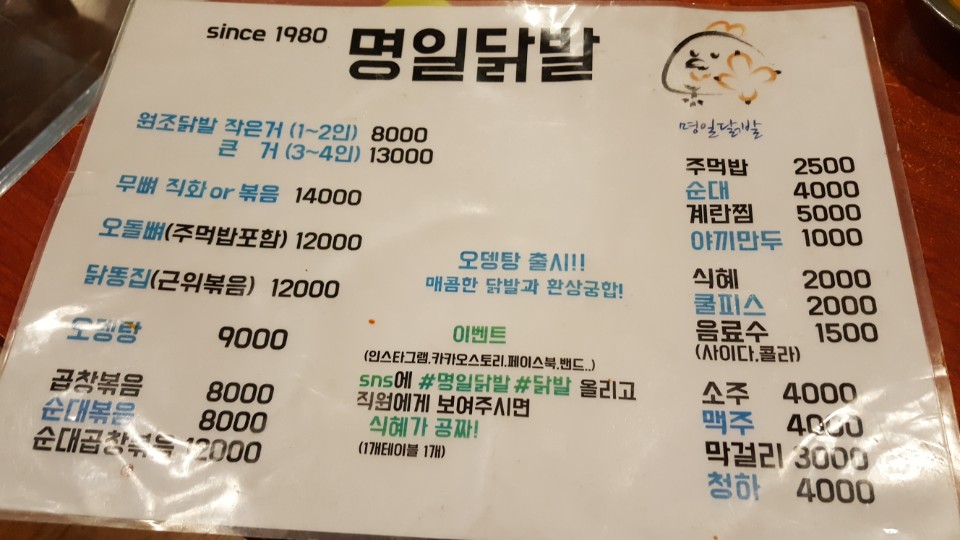 since 1980
명일닭발
명일닭발
원조닭발 작은거 (1~2인) 8000
큰 거 (3~4인) 13000
무뼈 직화 or 볶음 14000
오돌뼈(주먹밥포함) 12000
닭똥집(근위볶음) 12000
오뎅탕 9000
곱창볶음 8000
순대볶음 8000
순대곱창볶음 12000
오뎅탕 출시!!
매콤한 닭발과 환상궁합!
이벤트
(인스타그램.카카오스토리.페이스북.밴드..)
sns에 #명일닭발 #닭발 올리고
직원에게 보여주시면
식혜가 공짜!
(1개테이블 1개)
주먹밥 2500
순대 4000
계란찜 5000
야끼만두 1000
식혜 2000
쿨피스 2000
음료수 1500
(사이다.콜라)
소주 4000
맥주 4000
막걸리 3000
청하 4000